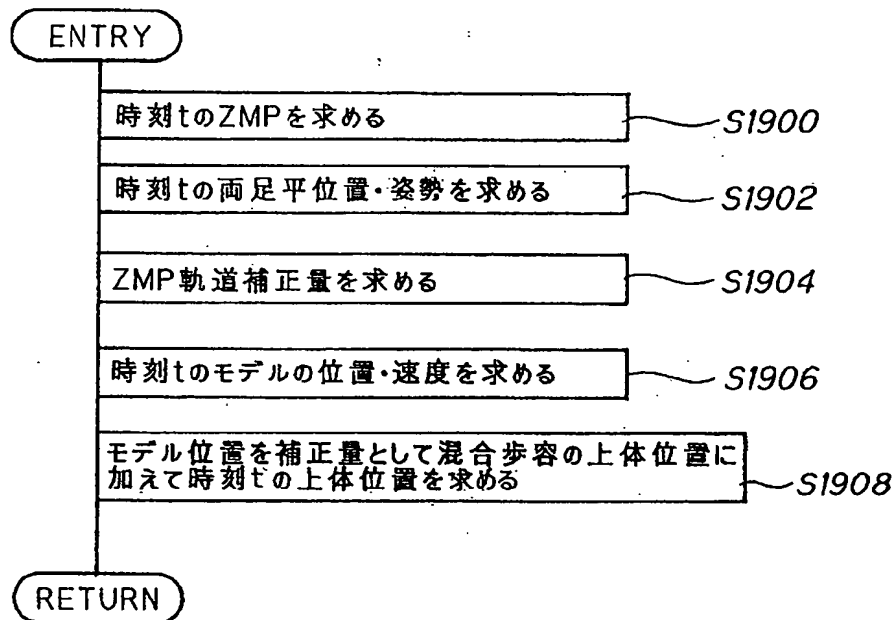 ENTRY
時刻tのZMPを求める
S1900
時刻tの両足平位置・姿勢を求める
S1902
ZMP軌道補正量を求める
S1904
時刻tのモデルの位置・速度を求める
S1906
モデル位置を補正量として混合歩容の上体位置に
加えて時刻tの上体位置を求める
S1908
RETURN